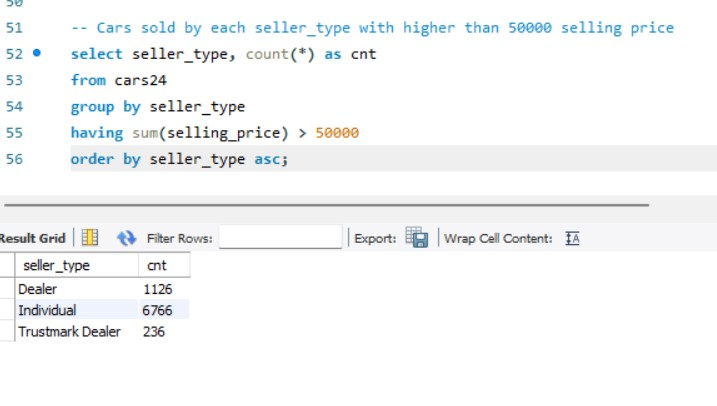 50
51 -- Cars sold by each seller_type with higher than 50000 selling price
52 select seller_type, count(*) as cnt
53 from cars24
54 group by seller_type
55 having sum(selling_price) > 50000
56 order by seller_type asc;
Result Grid Filter Rows: Export: Wrap Cell Content: IA
seller_type cnt
Dealer 1126
Individual 6766
Trustmark Dealer 236